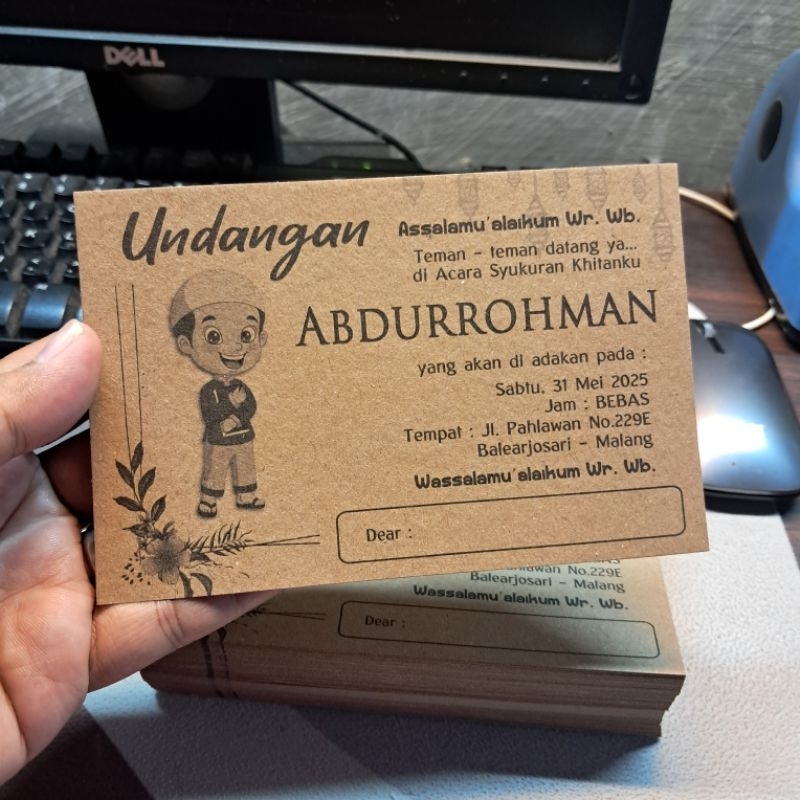 DELL
Undangan
Assalamu'alaikum Wr. Wb.
Teman - teman datang ya...
di Acara Syukuran Khitanku
ABDURROHMAN
yang akan di adakan pada :
Sabtu, 31 Mei 2025
Jam : BEBAS
Tempat : Jl. Pahlawan No.229E
Balearjosari - Malang
Wassalamu'alaikum Wr. Wb.
Dear :
No.229E
Balearjosari - Malang
Wassalamu'alaikum Wr. Wb.
Dear :